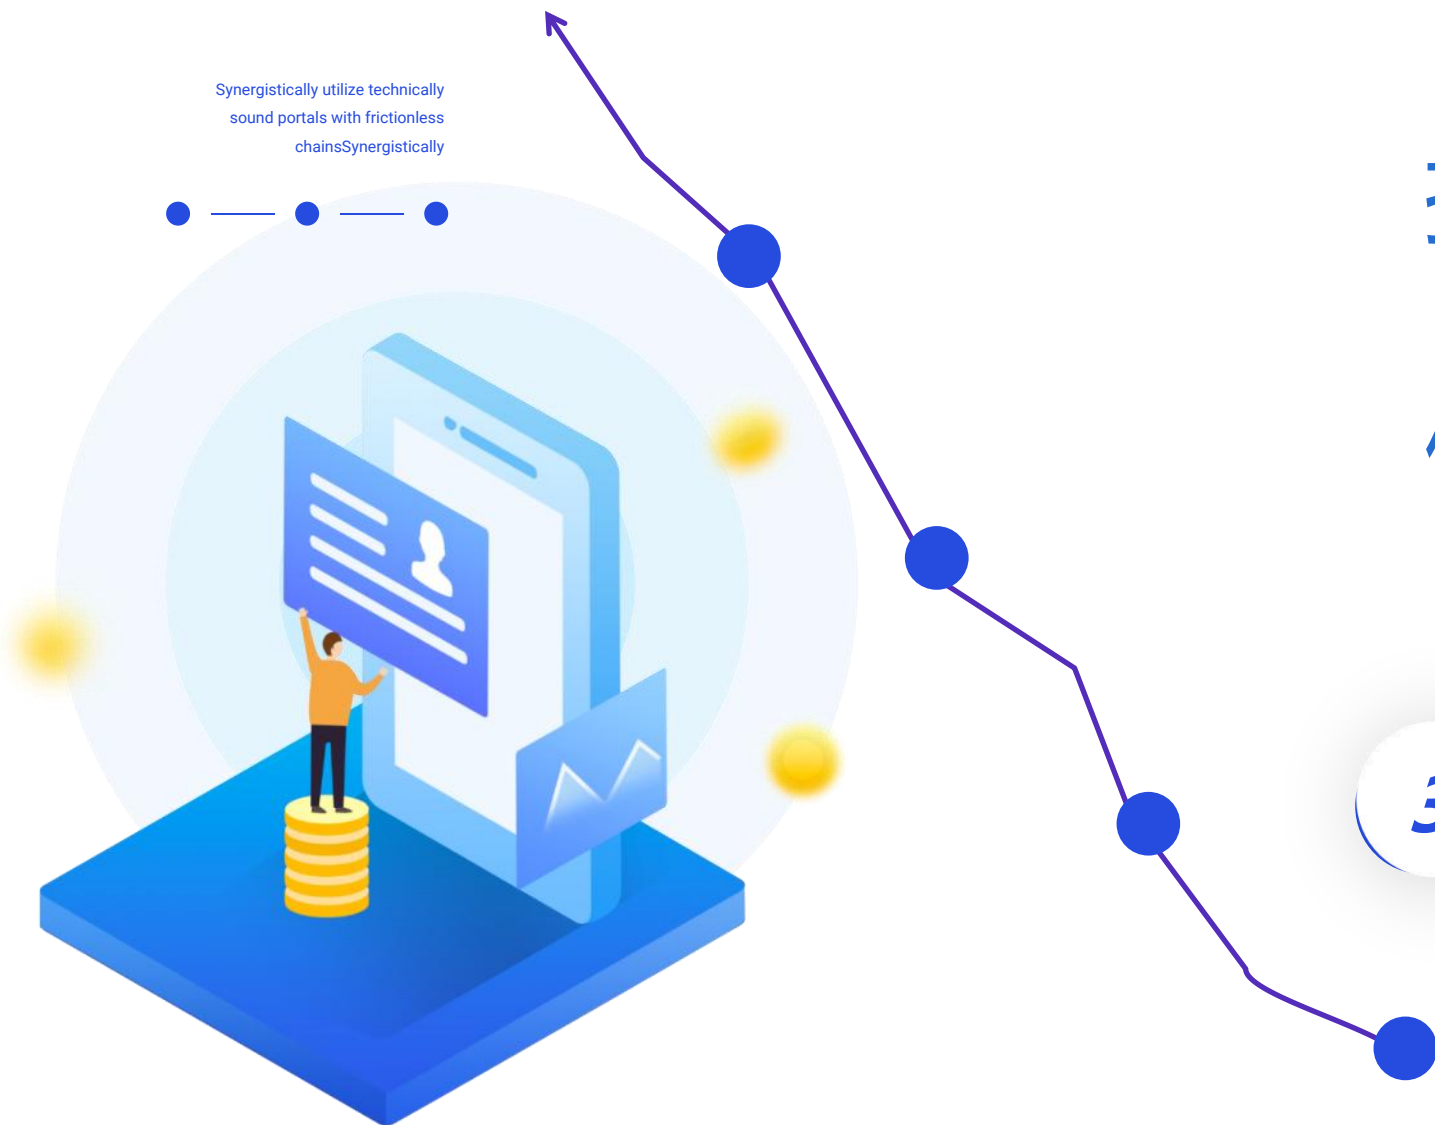 Synergistically utilize technically
sound portals with frictionless
chainsSynergistically